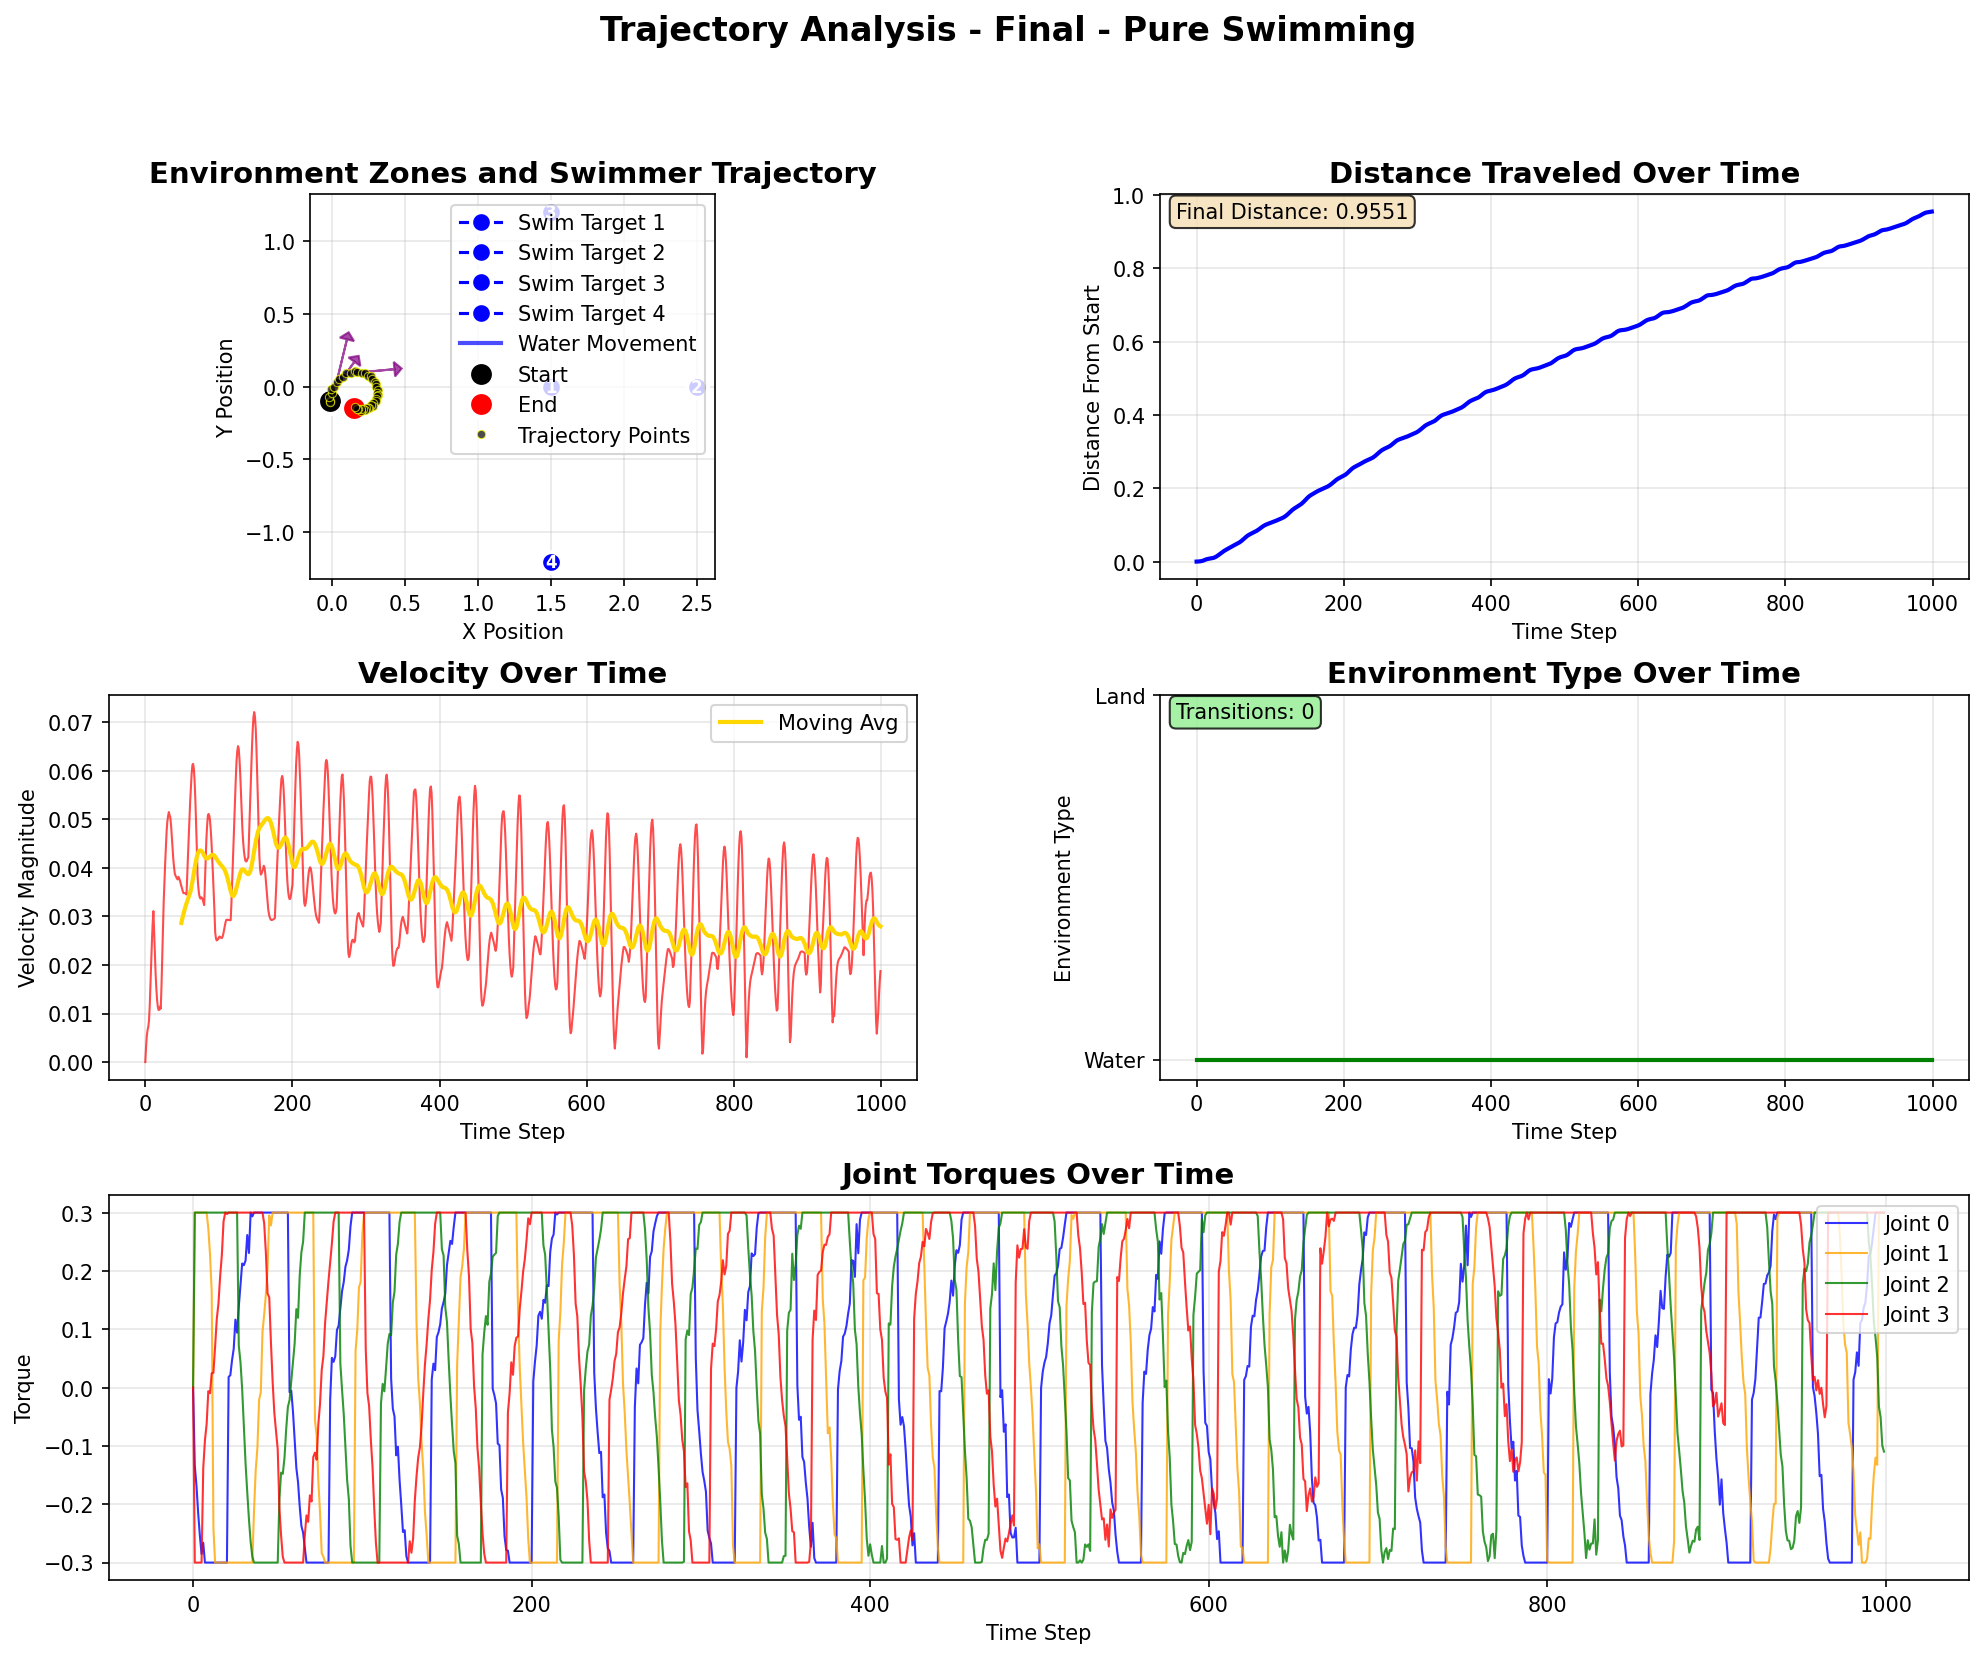 Trajectory Analysis - Final - Pure Swimming
Environment Zones and Swimmer Trajectory
Y Position
1.0
0.5
0.0
−0.5
−1.0
3
1
2
4
Swim Target 1
Swim Target 2
Swim Target 3
Swim Target 4
Water Movement
Start
End
Trajectory Points
0.0 0.5 1.0 1.5 2.0 2.5
X Position
Distance Traveled Over Time
Final Distance: 0.9551
Distance From Start
1.0
0.8
0.6
0.4
0.2
0.0
0 200 400 600 800 1000
Time Step
Velocity Over Time
Moving Avg
Velocity Magnitude
0.07
0.06
0.05
0.04
0.03
0.02
0.01
0.00
0 200 400 600 800 1000
Time Step
Environment Type Over Time
Transitions: 0
Environment Type
Land
Water
0 200 400 600 800 1000
Time Step
Joint Torques Over Time
Torque
0.3
0.2
0.1
0.0
−0.1
−0.2
−0.3
Joint 0
Joint 1
Joint 2
Joint 3
0 200 400 600 800 1000
Time Step